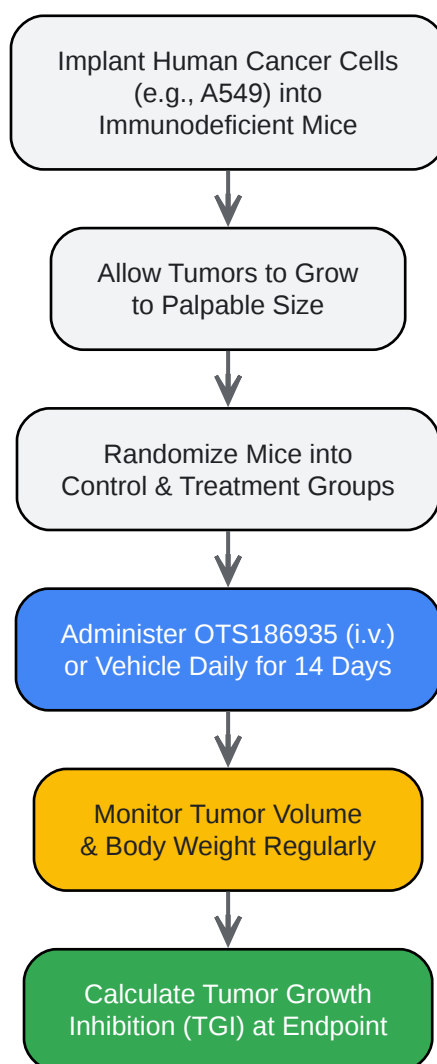 Implant Human Cancer Cells
(e.g., A549) into
Immunodeficient Mice
Allow Tumors to Grow
to Palpable Size
Randomize Mice into
Control & Treatment Groups
Administer OTS186935 (i.v.)
or Vehicle Daily for 14 Days
Monitor Tumor Volume
& Body Weight Regularly
Calculate Tumor Growth
Inhibition (TGI) at Endpoint